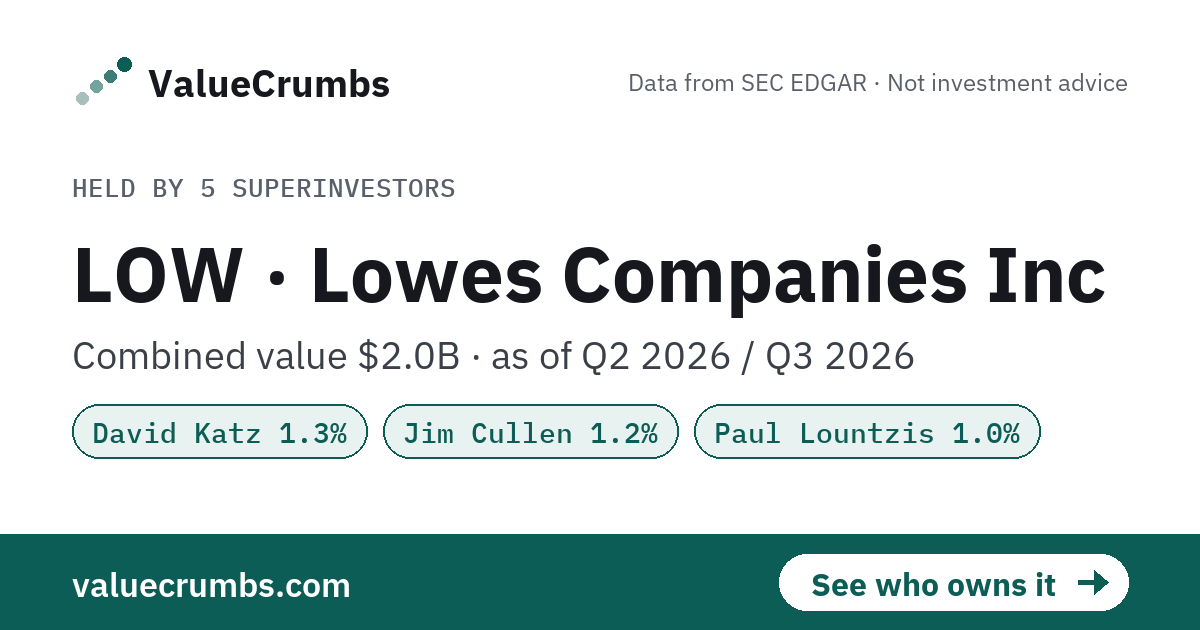 ValueCrumbs
Data from SEC EDGAR · Not investment advice
HELD BY 5 SUPERINVESTORS
LOW · Lowes Companies Inc
Combined value $2.0B · as of Q2 2026 / Q3 2026
David Katz 1.3% Jim Cullen 1.2% Paul Lountzis 1.0%
valuecrumbs.com
See who owns it →